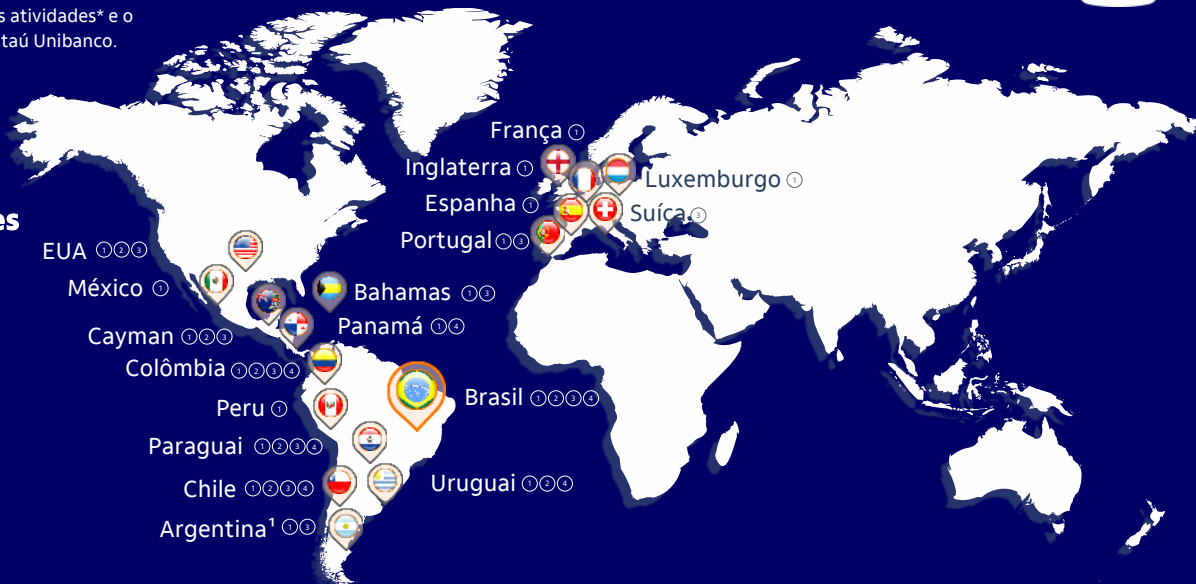 s atividades* e o
taú Unibanco.
es
França ①
Inglaterra ①
Luxemburgo ①
Espanha ①
Suíça ③
Portugal ①③
EUA ①②③
México ①
Bahamas ①③
Cayman ①②③
Panamá ①④
Colômbia ①②③④
Brasil ①②③④
Peru ①
Paraguai ①②③④
Chile ①②③④
Uruguai ①②④
Argentina¹ ①③